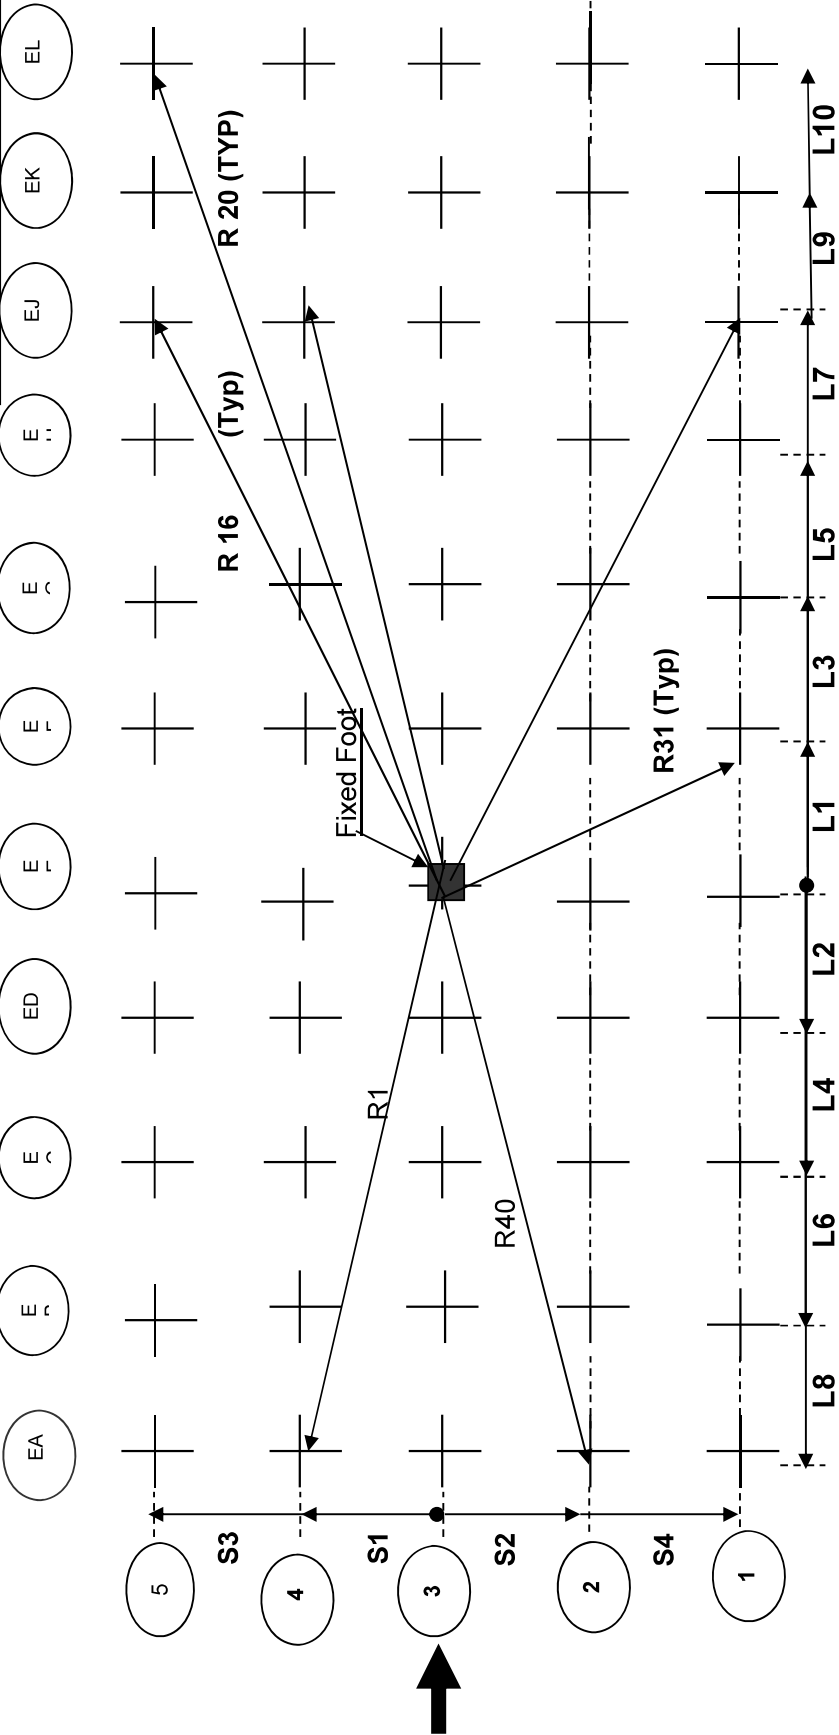 EL
EK
EJ
E
E
E
E
ED
E
E
EA
R 20 (TYP)
(Typ)
R 16
Fixed Foot
R31 (Typ)
R1
R40
L10
L9
L7
L5
L3
L1
L2
L4
L6
L8
S3
S1
S2
S4
5
4
3
2
1